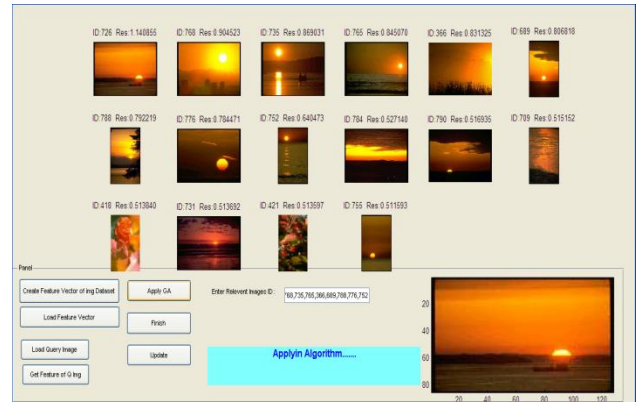 ID:726 Res:1.140855 ID:768 Res:0.904523 ID:735 Res:0.869031 ID:765 Res:0.845070 ID:366 Res:0.831325 ID:689 Res:0.806818
ID:788 Res:0.792219 ID:776 Res:0.784471 ID:752 Res:0.640473 ID:784 Res:0.527140 ID:790 Res:0.516935 ID:709 Res:0.515152
ID:418 Res:0.513840 ID:731 Res:0.513692 ID:421 Res:0.513597 ID:755 Res:0.511593
Panel
Create Feature Vector of img Dataset Apply GA Enter Relevent Images ID : 68,735,765,366,689,788,776,752
Load Feature Vector Finish
Load Query Image Update Applyin Algorithm.......
Get Feature of Q Img
20
40
60
80
20 40 60 80 100 120